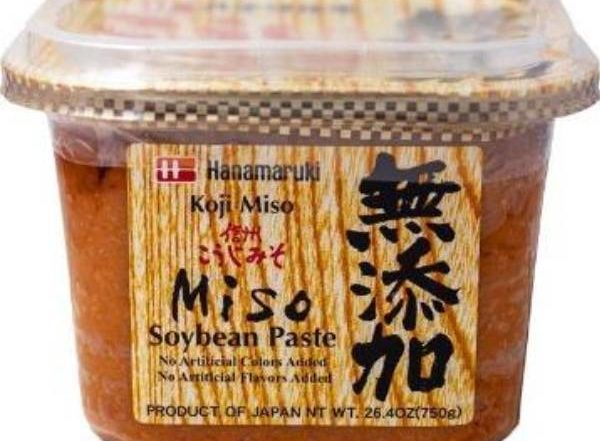 Hanamaruki
Koji Miso
信州
こうじみそ
Miso
Soybean Paste
No Artificial Colors Added
No Artificial Flavors Added
無添加
PRODUCT OF JAPAN NT WT. 26.4OZ(750g)